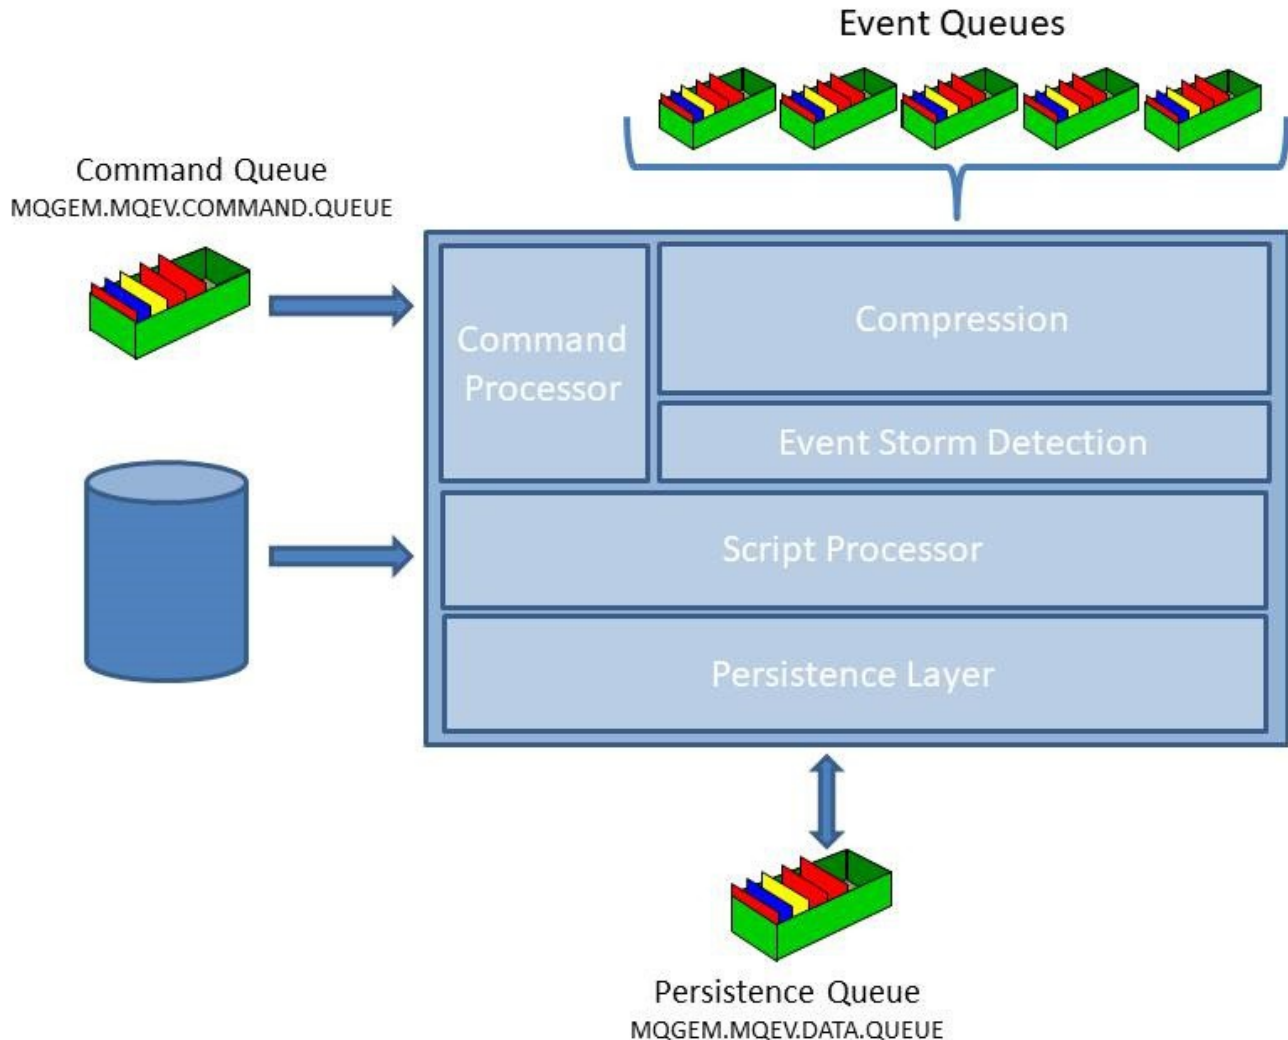 Event Queues
Command Queue
MQGEM.MQEV.COMMAND.QUEUE
Command
Processor
Compression
Event Storm Detection
Script Processor
Persistence Layer
Persistence Queue
MQGEM.MQEV.DATA.QUEUE